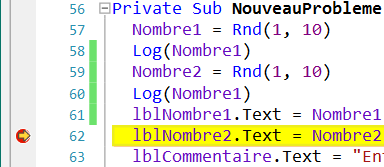 56 Private Sub NouveauProbleme
57 Nombre1 = Rnd(1, 10)
58 Log(Nombre1)
59 Nombre2 = Rnd(1, 10)
60 Log(Nombre1)
61 lblNombre1.Text = Nombre1
62 lblNombre2.Text = Nombre2
63 lblCommentaire.Text = "En